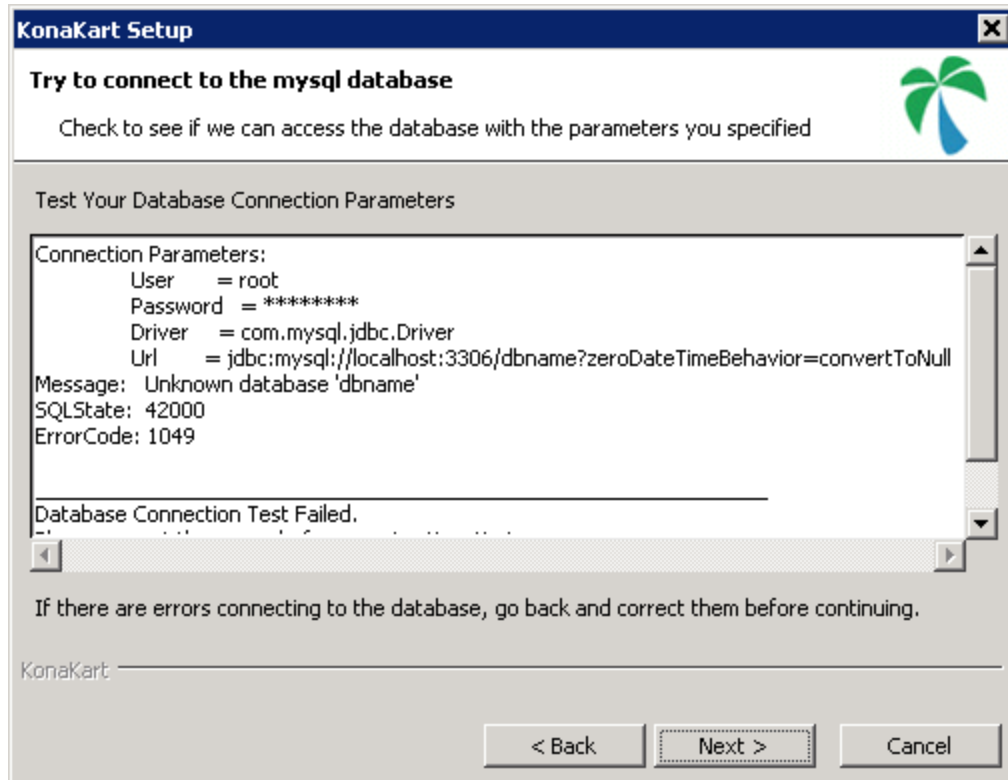 KonaKart Setup
Try to connect to the mysql database
Check to see if we can access the database with the parameters you specified
Test Your Database Connection Parameters
Connection Parameters:
User = root
Password = ********
Driver = com.mysql.jdbc.Driver
Url = jdbc:mysql://localhost:3306/dbname?zeroDateTimeBehavior=convertToNull
Message: Unknown database 'dbname'
SQLState: 42000
ErrorCode: 1049
Database Connection Test Failed.
If there are errors connecting to the database, go back and correct them before continuing.
KonaKart
< Back
Next >
Cancel